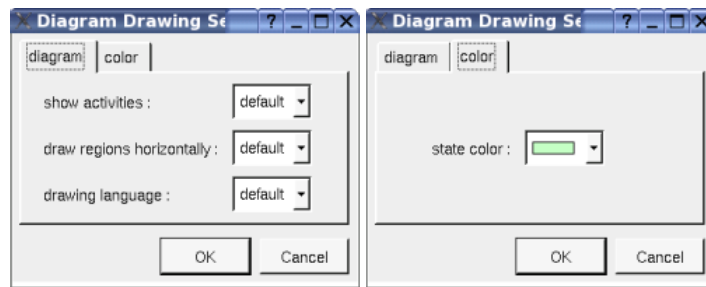 Diagram Drawing Se ? _
diagram color
show activities : default
draw regions horizontally : default
drawing language : default
OK Cancel
Diagram Drawing Se ? _
diagram color
state color :
OK Cancel